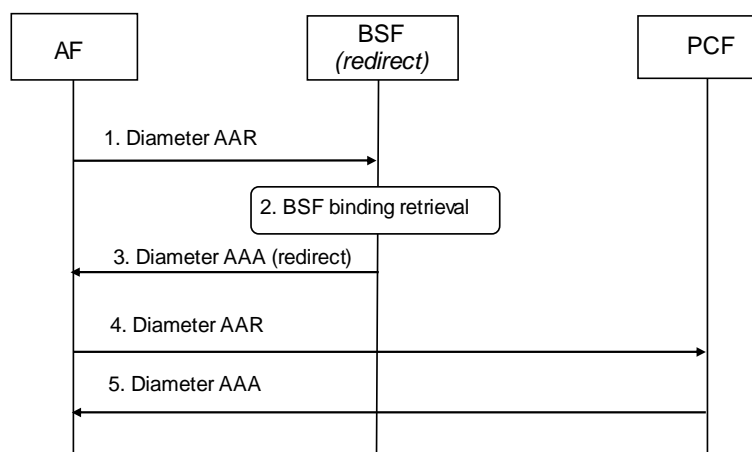 AF
BSF
(redirect)
PCF
1. Diameter AAR
2. BSF binding retrieval
3. Diameter AAA (redirect)
4. Diameter AAR
5. Diameter AAA